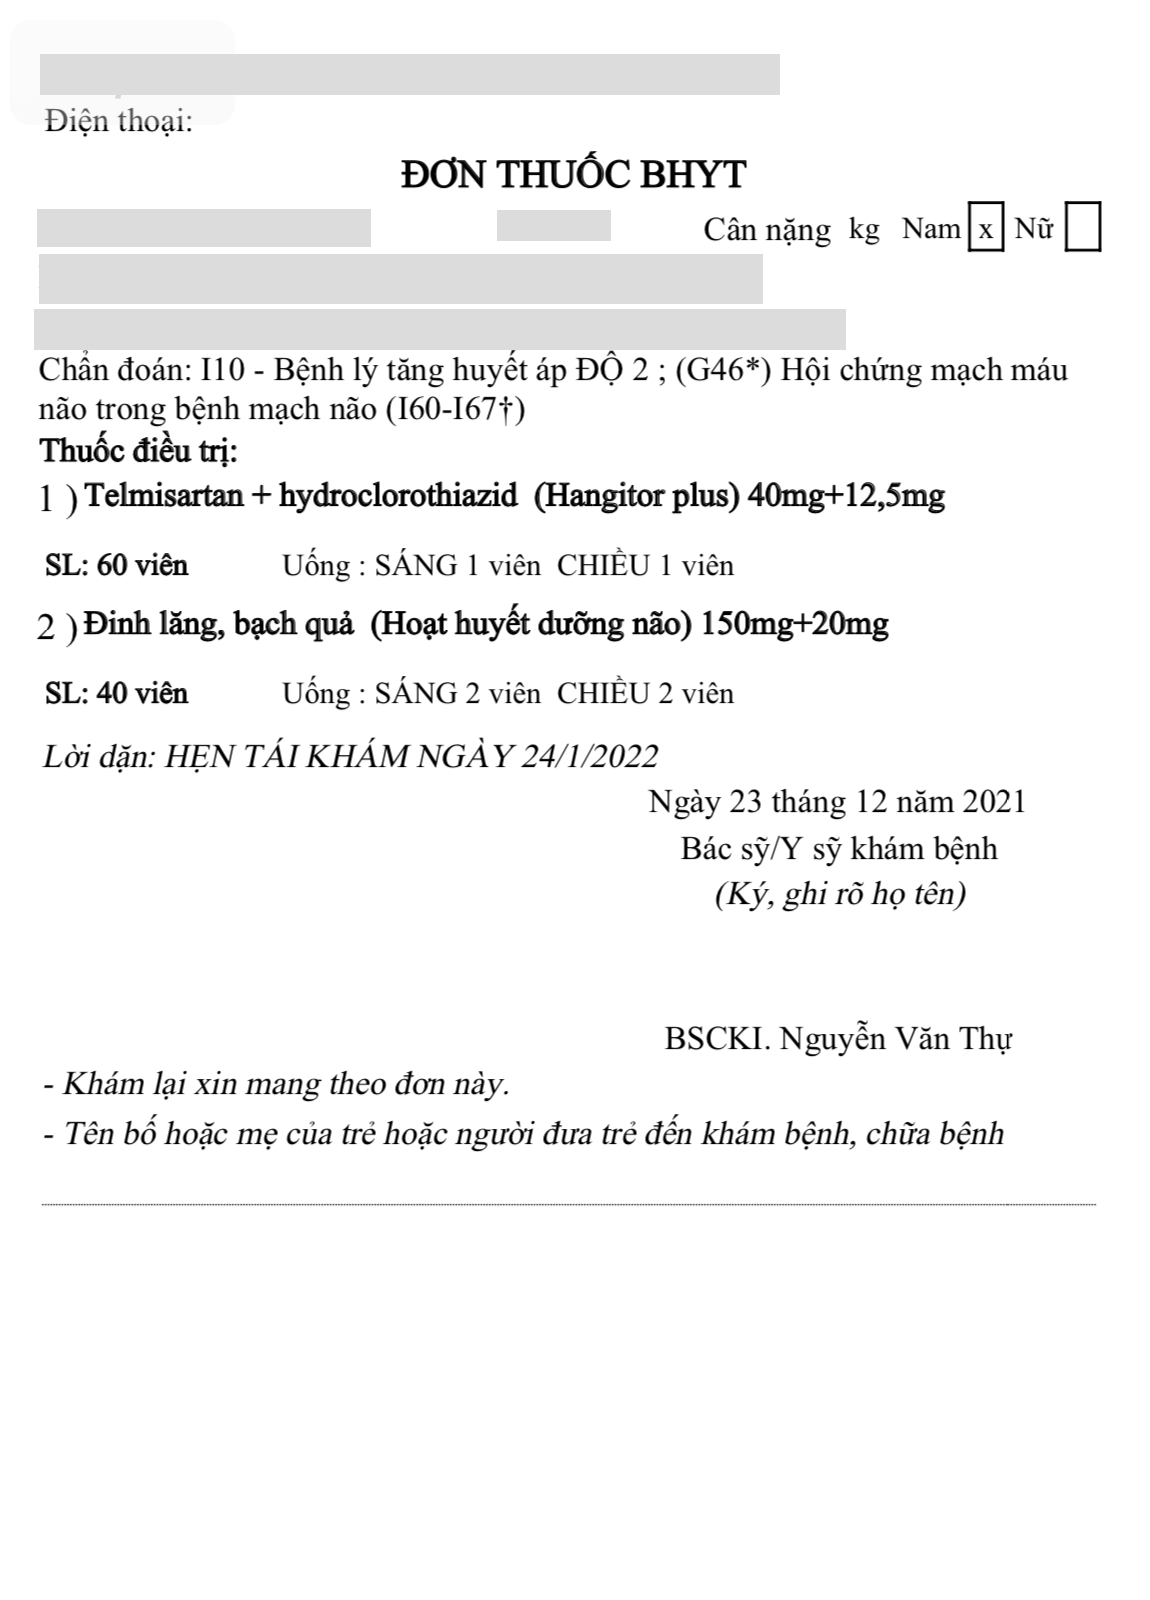 Điện thoại:
ĐƠN THUỐC BHYT
Cân nặng kg Nam x Nữ
Chẩn đoán: I10 - Bệnh lý tăng huyết áp ĐỘ 2 ; (G46*) Hội chứng mạch máu
não trong bệnh mạch não (I60-I67†)
Thuốc điều trị:
1 ) Telmisartan + hydroclorothiazid (Hangitor plus) 40mg+12,5mg
SL: 60 viên Uống : SÁNG 1 viên CHIỀU 1 viên
2 ) Đinh lăng, bạch quả (Hoạt huyết dưỡng não) 150mg+20mg
SL: 40 viên Uống : SÁNG 2 viên CHIỀU 2 viên
Lời dặn: HẸN TÁI KHÁM NGÀY 24/1/2022
Ngày 23 tháng 12 năm 2021
Bác sỹ/Y sỹ khám bệnh
(Ký, ghi rõ họ tên)
BSCKI. Nguyễn Văn Thự
- Khám lại xin mang theo đơn này.
- Tên bố hoặc mẹ của trẻ hoặc người đưa trẻ đến khám bệnh, chữa bệnh